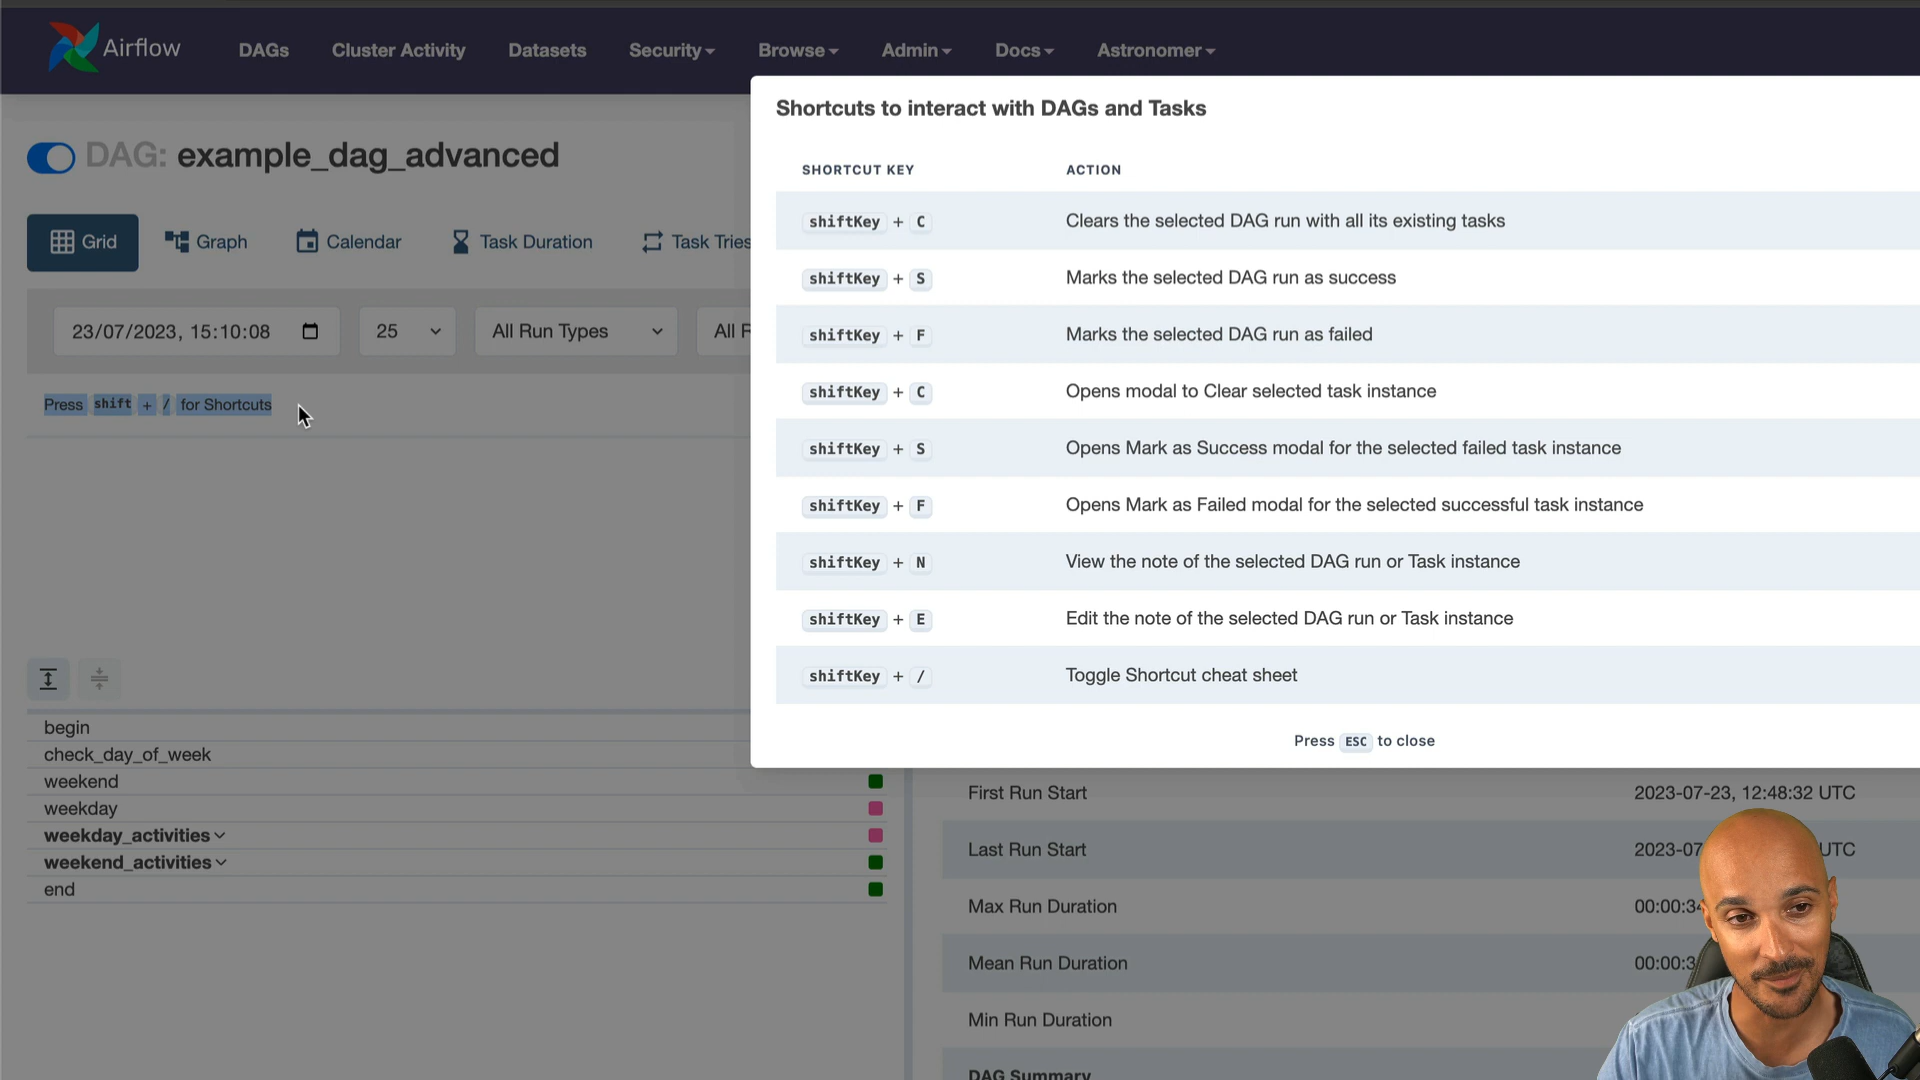 Airflow DAGs Cluster Activity Datasets Security Browse Admin Docs Astronomer
DAG: example_dag_advanced
Grid Graph Calendar Task Duration Task Tries
23/07/2023, 15:10:08 25 All Run Types All F
Press shift + / for Shortcuts
begin
check_day_of_week
weekend
weekday
weekday_activities
weekend_activities
end
Shortcuts to interact with DAGs and Tasks
SHORTCUT KEY ACTION
shiftKey + C Clears the selected DAG run with all its existing tasks
shiftKey + S Marks the selected DAG run as success
shiftKey + F Marks the selected DAG run as failed
shiftKey + C Opens modal to Clear selected task instance
shiftKey + S Opens Mark as Success modal for the selected failed task instance
shiftKey + F Opens Mark as Failed modal for the selected successful task instance
shiftKey + N View the note of the selected DAG run or Task instance
shiftKey + E Edit the note of the selected DAG run or Task instance
shiftKey + / Toggle Shortcut cheat sheet
Press ESC to close
First Run Start 2023-07-23, 12:48:32 UTC
Last Run Start 2023-07 UTC
Max Run Duration 00:00:34
Mean Run Duration 00:00:3
Min Run Duration
DAG Summary